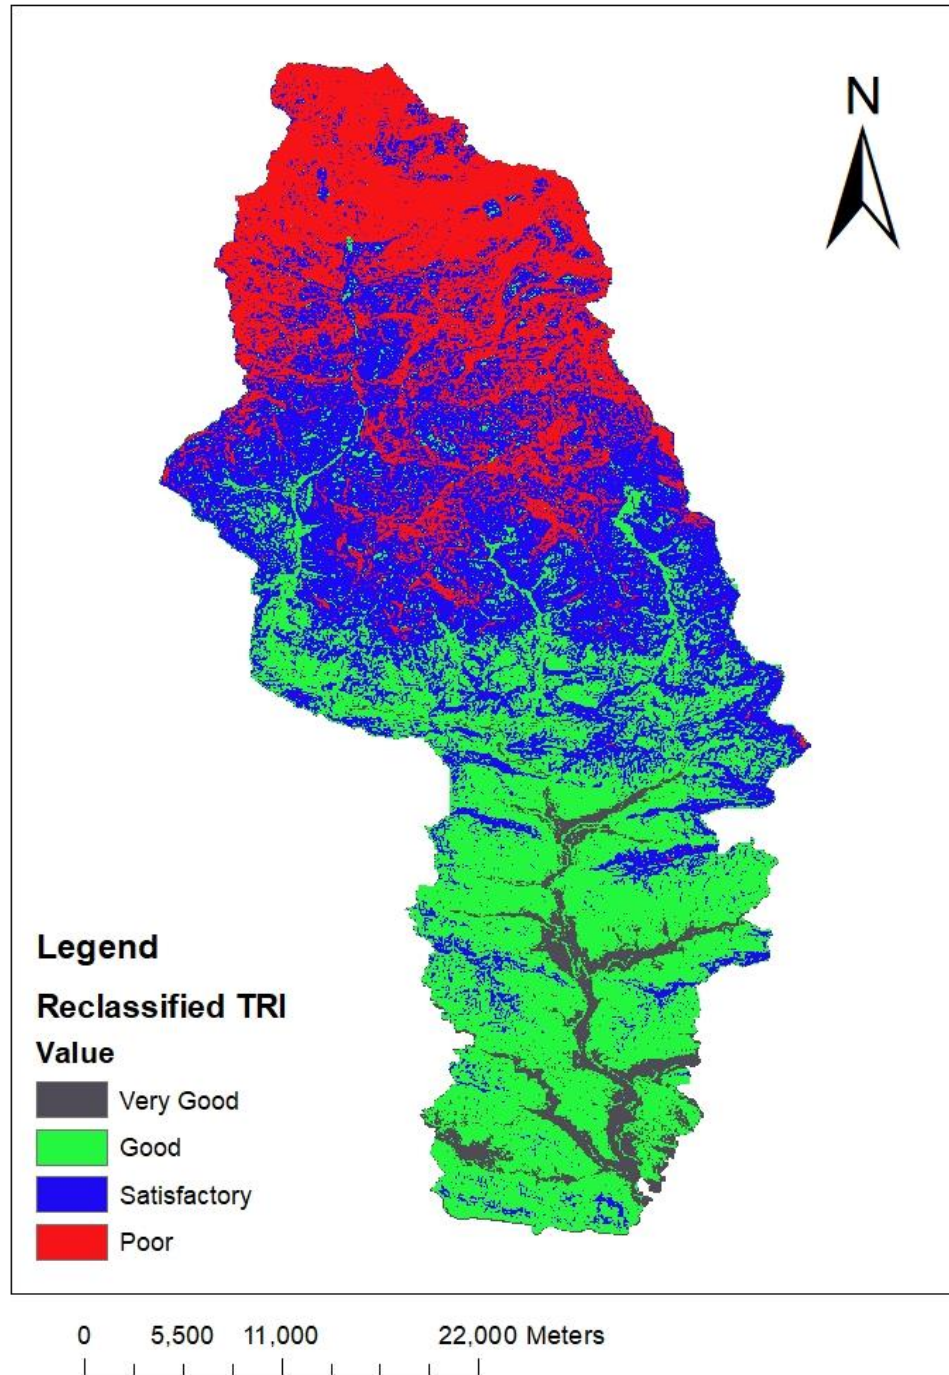 N
Legend
Reclassified TRI
Value
Very Good
Good
Satisfactory
Poor
0 5,500 11,000 22,000 Meters